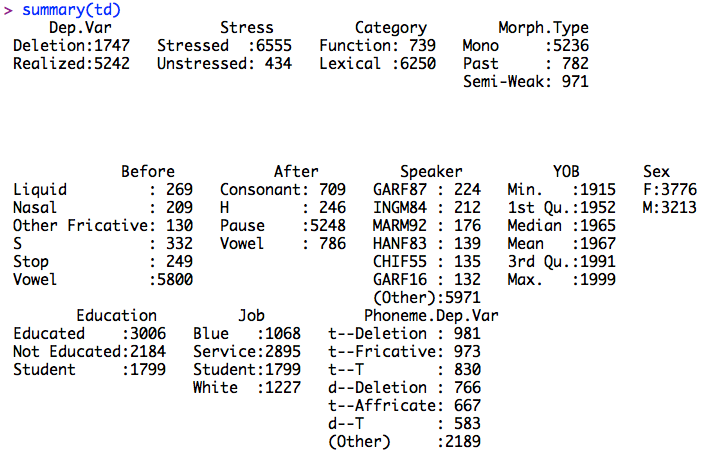 > summary(td)
    Dep.Var           Stress          Category        Morph.Type
Deletion:1747   Stressed  :6555   Function: 739   Mono     :5236
Realized:5242   Unstressed: 434   Lexical :6250   Past     : 782
                                                  Semi-Weak: 971
             Before           After           Speaker          YOB         Sex
Liquid         : 269   Consonant: 709   GARF87 : 224   Min.   :1915   F:3776
Nasal          : 209   H        : 246   INGM84 : 212   1st Qu.:1952   M:3213
Other Fricative: 130   Pause    :5248   MARM92 : 176   Median :1965
S              : 332   Vowel    : 786   HANF83 : 139   Mean   :1967
Stop           : 249                    CHIF55 : 135   3rd Qu.:1991
Vowel          :5800                    GARF16 : 132   Max.   :1999
                                        (Other):5971
       Education          Job            Phoneme.Dep.Var
Educated    :3006   Blue   :1068   t--Deletion : 981
Not Educated:2184   Service:2895   t--Fricative: 973
Student     :1799   Student:1799   t--T        : 830
                    White  :1227   d--Deletion : 766
                                   t--Affricate: 667
                                   d--T        : 583
                                   (Other)     :2189